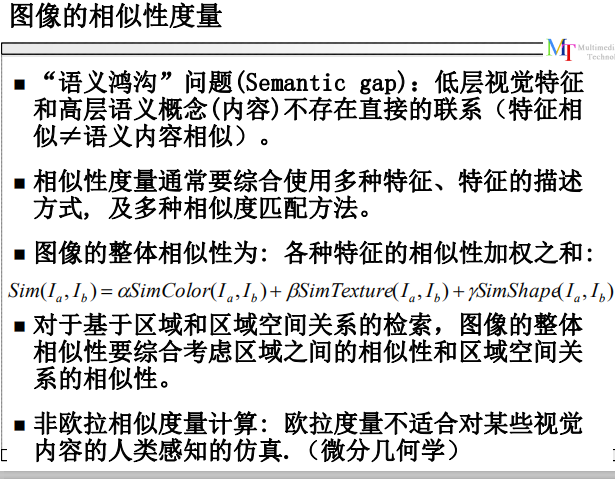 图像的相似性度量
MT Multimedia
Techno
■ “语义鸿沟”问题(Semantic gap)：低层视觉特征
和高层语义概念(内容)不存在直接的联系（特征相
似≠语义内容相似）。
■ 相似性度量通常要综合使用多种特征、特征的描述
方式, 及多种相似度匹配方法。
■ 图像的整体相似性为: 各种特征的相似性加权之和:
Sim(I_a,I_b)=αSimColor(I_a,I_b)+βSimTexture(I_a,I_b)+γSimShape(I_a,I_b)
■ 对于基于区域和区域空间关系的检索，图像的整体
相似性要综合考虑区域之间的相似性和区域空间关
系的相似性。
■ 非欧拉相似度量计算: 欧拉度量不适合对某些视觉
内容的人类感知的仿真.（微分几何学）